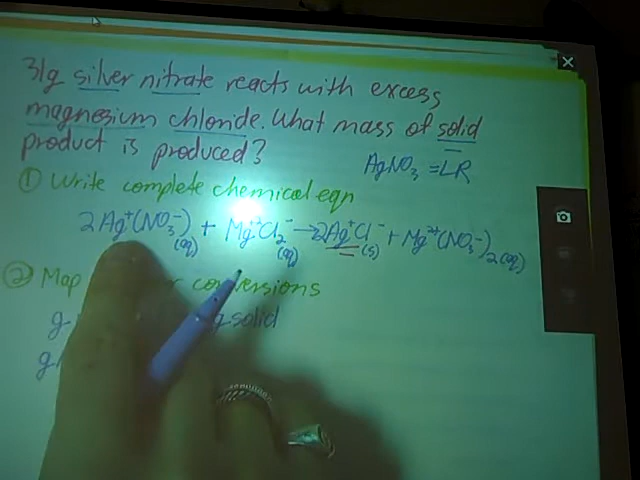 31g silver nitrate reacts with excess
magnesium chloride. What mass of solid
product is produced?
AgNO₃ = LR
① Write complete chemical eqn
2Ag⁺(NO₃⁻)(aq) + Mg²⁺Cl₂⁻(aq) → 2Ag⁺Cl⁻(s) + Mg²⁺(NO₃⁻)₂(aq)
② Map conversions
g solid
g